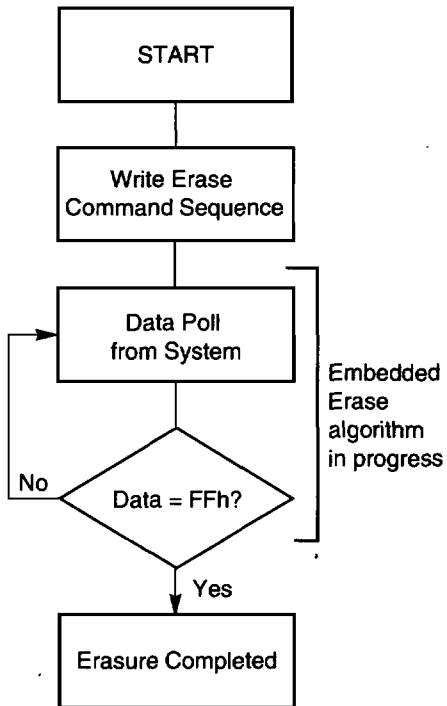 START
Write Erase
Command Sequence
Data Poll
from System
Embedded
Erase
algorithm
in progress
No
Data = FFh?
Yes
Erasure Completed